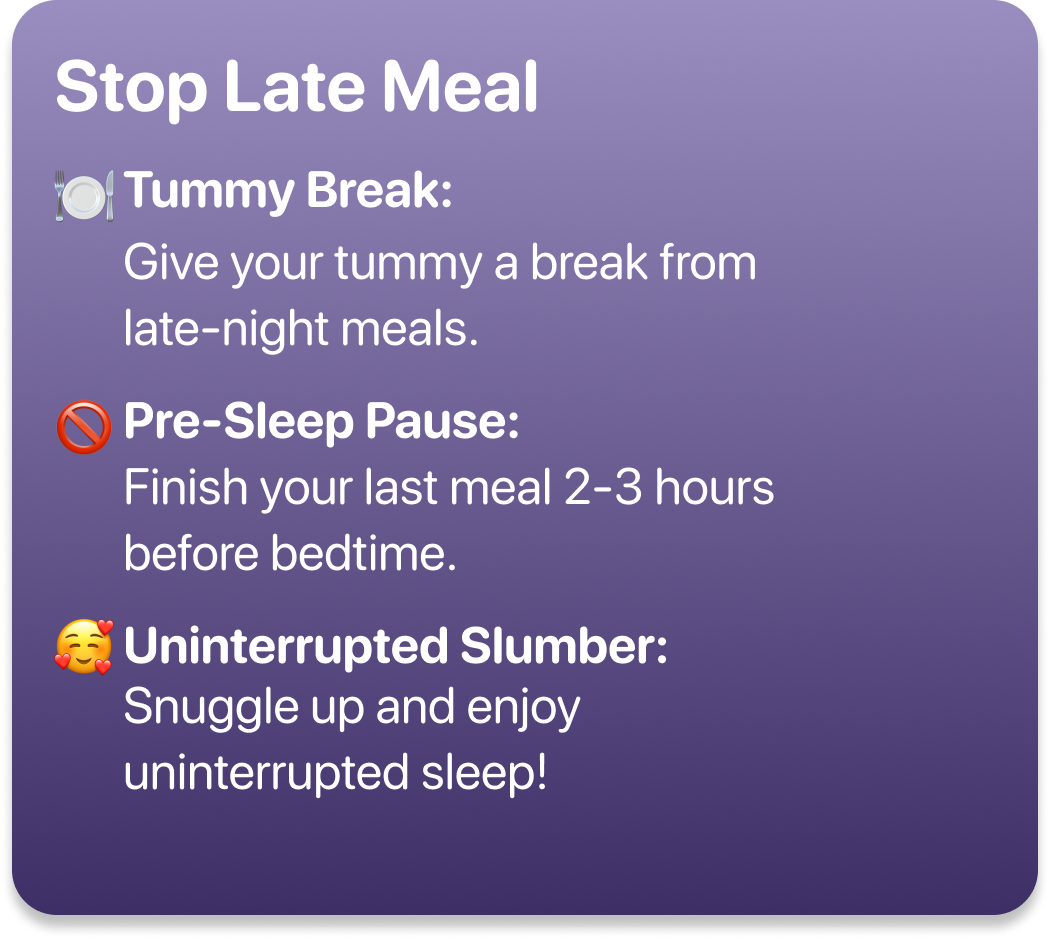 Stop Late Meal
🍽️ Tummy Break:
Give your tummy a break from
late-night meals.
🚫 Pre-Sleep Pause:
Finish your last meal 2-3 hours
before bedtime.
🥰 Uninterrupted Slumber:
Snuggle up and enjoy
uninterrupted sleep!